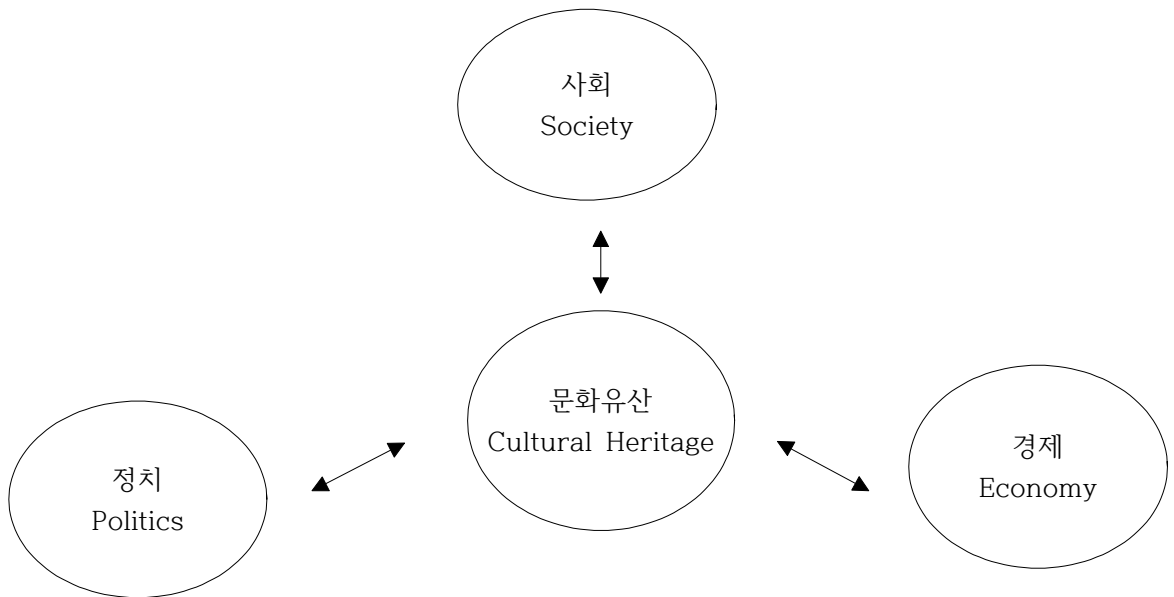 사회
Society
문화유산
Cultural Heritage
정치
Politics
경제
Economy